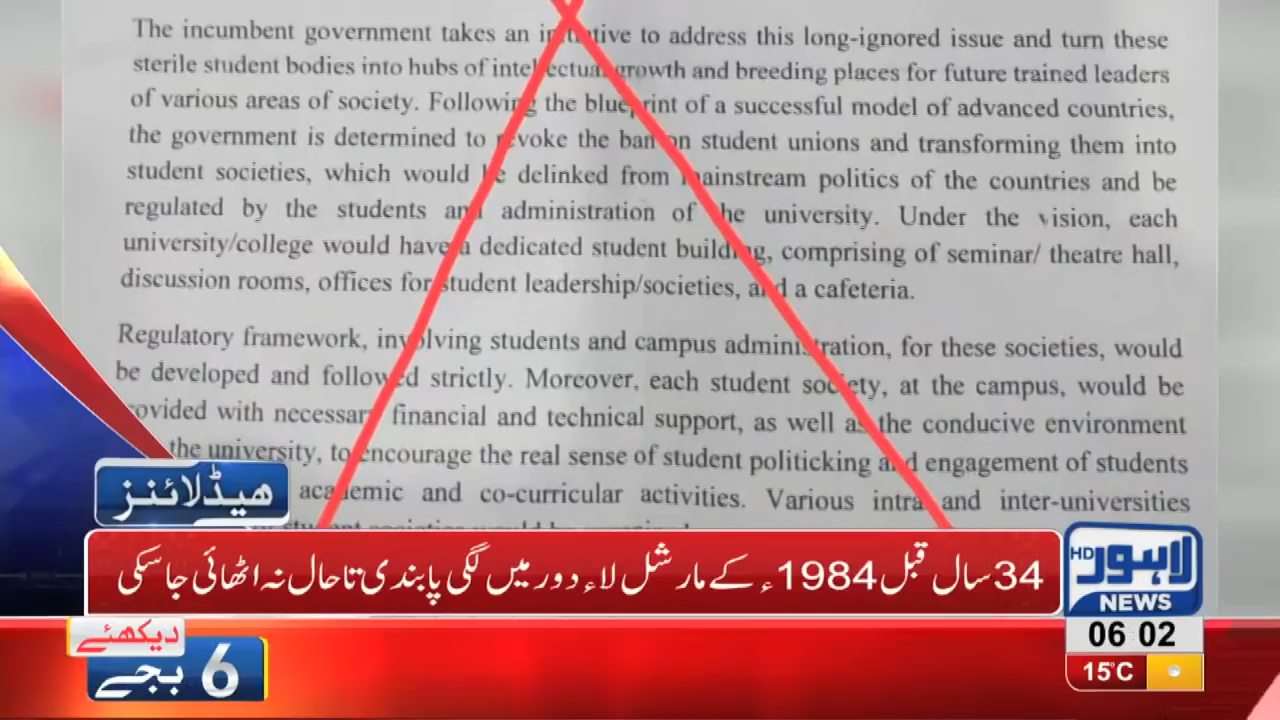 The incumbent government takes an initiative to address this long-ignored issue and turn these
sterile student bodies into hubs of intellectual growth and breeding places for future trained leaders
of various areas of society. Following the blueprint of a successful model of advanced countries,
the government is determined to revoke the ban on student unions and transforming them into
student societies, which would be delinked from mainstream politics of the countries and be
regulated by the students and administration of the university. Under the vision, each
university/college would have a dedicated student building, comprising of seminar/ theatre hall,
discussion rooms, offices for student leadership/societies, and a cafeteria.
Regulatory framework, involving students and campus administration, for these societies, would
be developed and followed strictly. Moreover, each student society, at the campus, would be
provided with necessary financial and technical support, as well as the conducive environment
the university, to encourage the real sense of student politicking and engagement of students
academic and co-curricular activities. Various intra and inter-universities
ہیڈلائنز
34 سال قبل 1984ء کے مارشل لاء دور میں لگی پابندی تاحال نہ اٹھائی جاسکی
لاہور HD
NEWS
دیکھئے
6 بجے
06 02
15°C